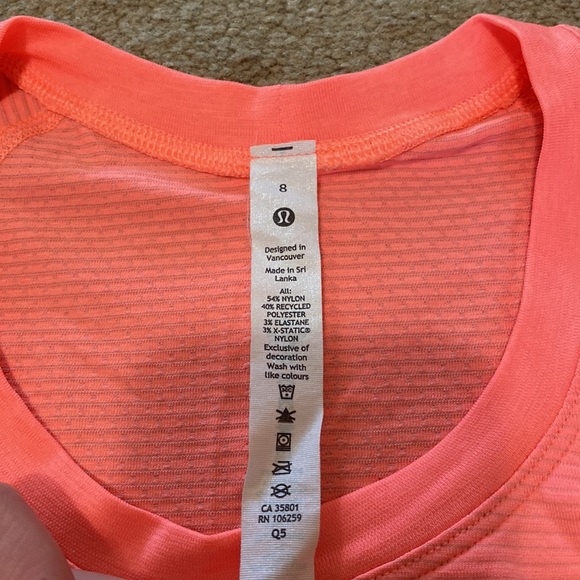 8
Designed in
Vancouver
Made in Sri
Lanka
All:
54% NYLON
40% RECYCLED
POLYESTER
3% ELASTANE
3% X-STATIC®
NYLON
Exclusive of
decoration
Wash with
like colours
CA 35801
RN 106259
Q5